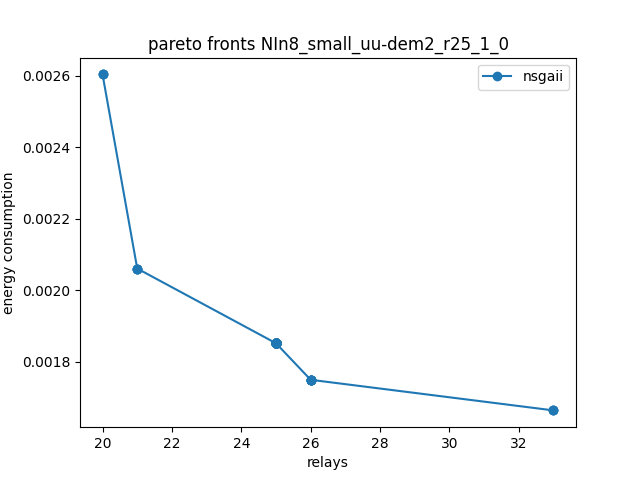 pareto fronts NIn8_small_uu-dem2_r25_1_0
nsgaii
energy consumption
0.0026
0.0024
0.0022
0.0020
0.0018
20 22 24 26 28 30 32
relays